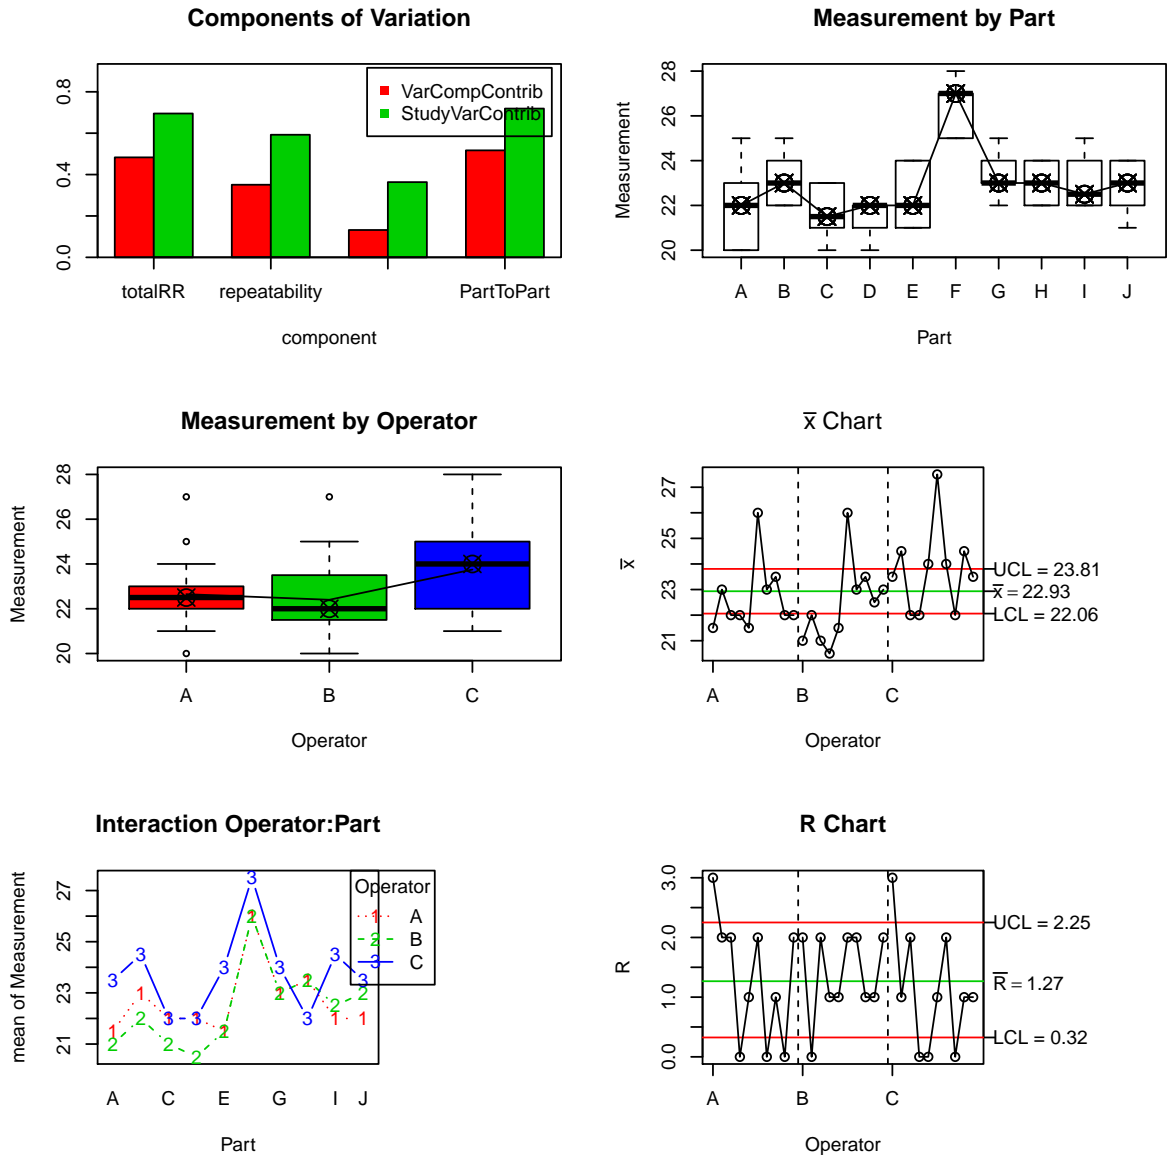 Components of Variation
VarCompContrib
StudyVarContrib
0.0 0.4 0.8
totalRR repeatability PartToPart
component
Measurement by Part
Measurement
20 22 24 26 28
A B C D E F G H I J
Part
Measurement by Operator
Measurement
20 22 24 26 28
A B C
Operator
x̅ Chart
x̅
21 23 25 27
UCL = 23.81
x̅ = 22.93
LCL = 22.06
A B C
Operator
Interaction Operator:Part
mean of Measurement
21 23 25 27
Operator
1 A
2 B
3 C
A C E G I J
Part
R Chart
R
0.0 1.0 2.0 3.0
UCL = 2.25
R̅ = 1.27
LCL = 0.32
A B C
Operator